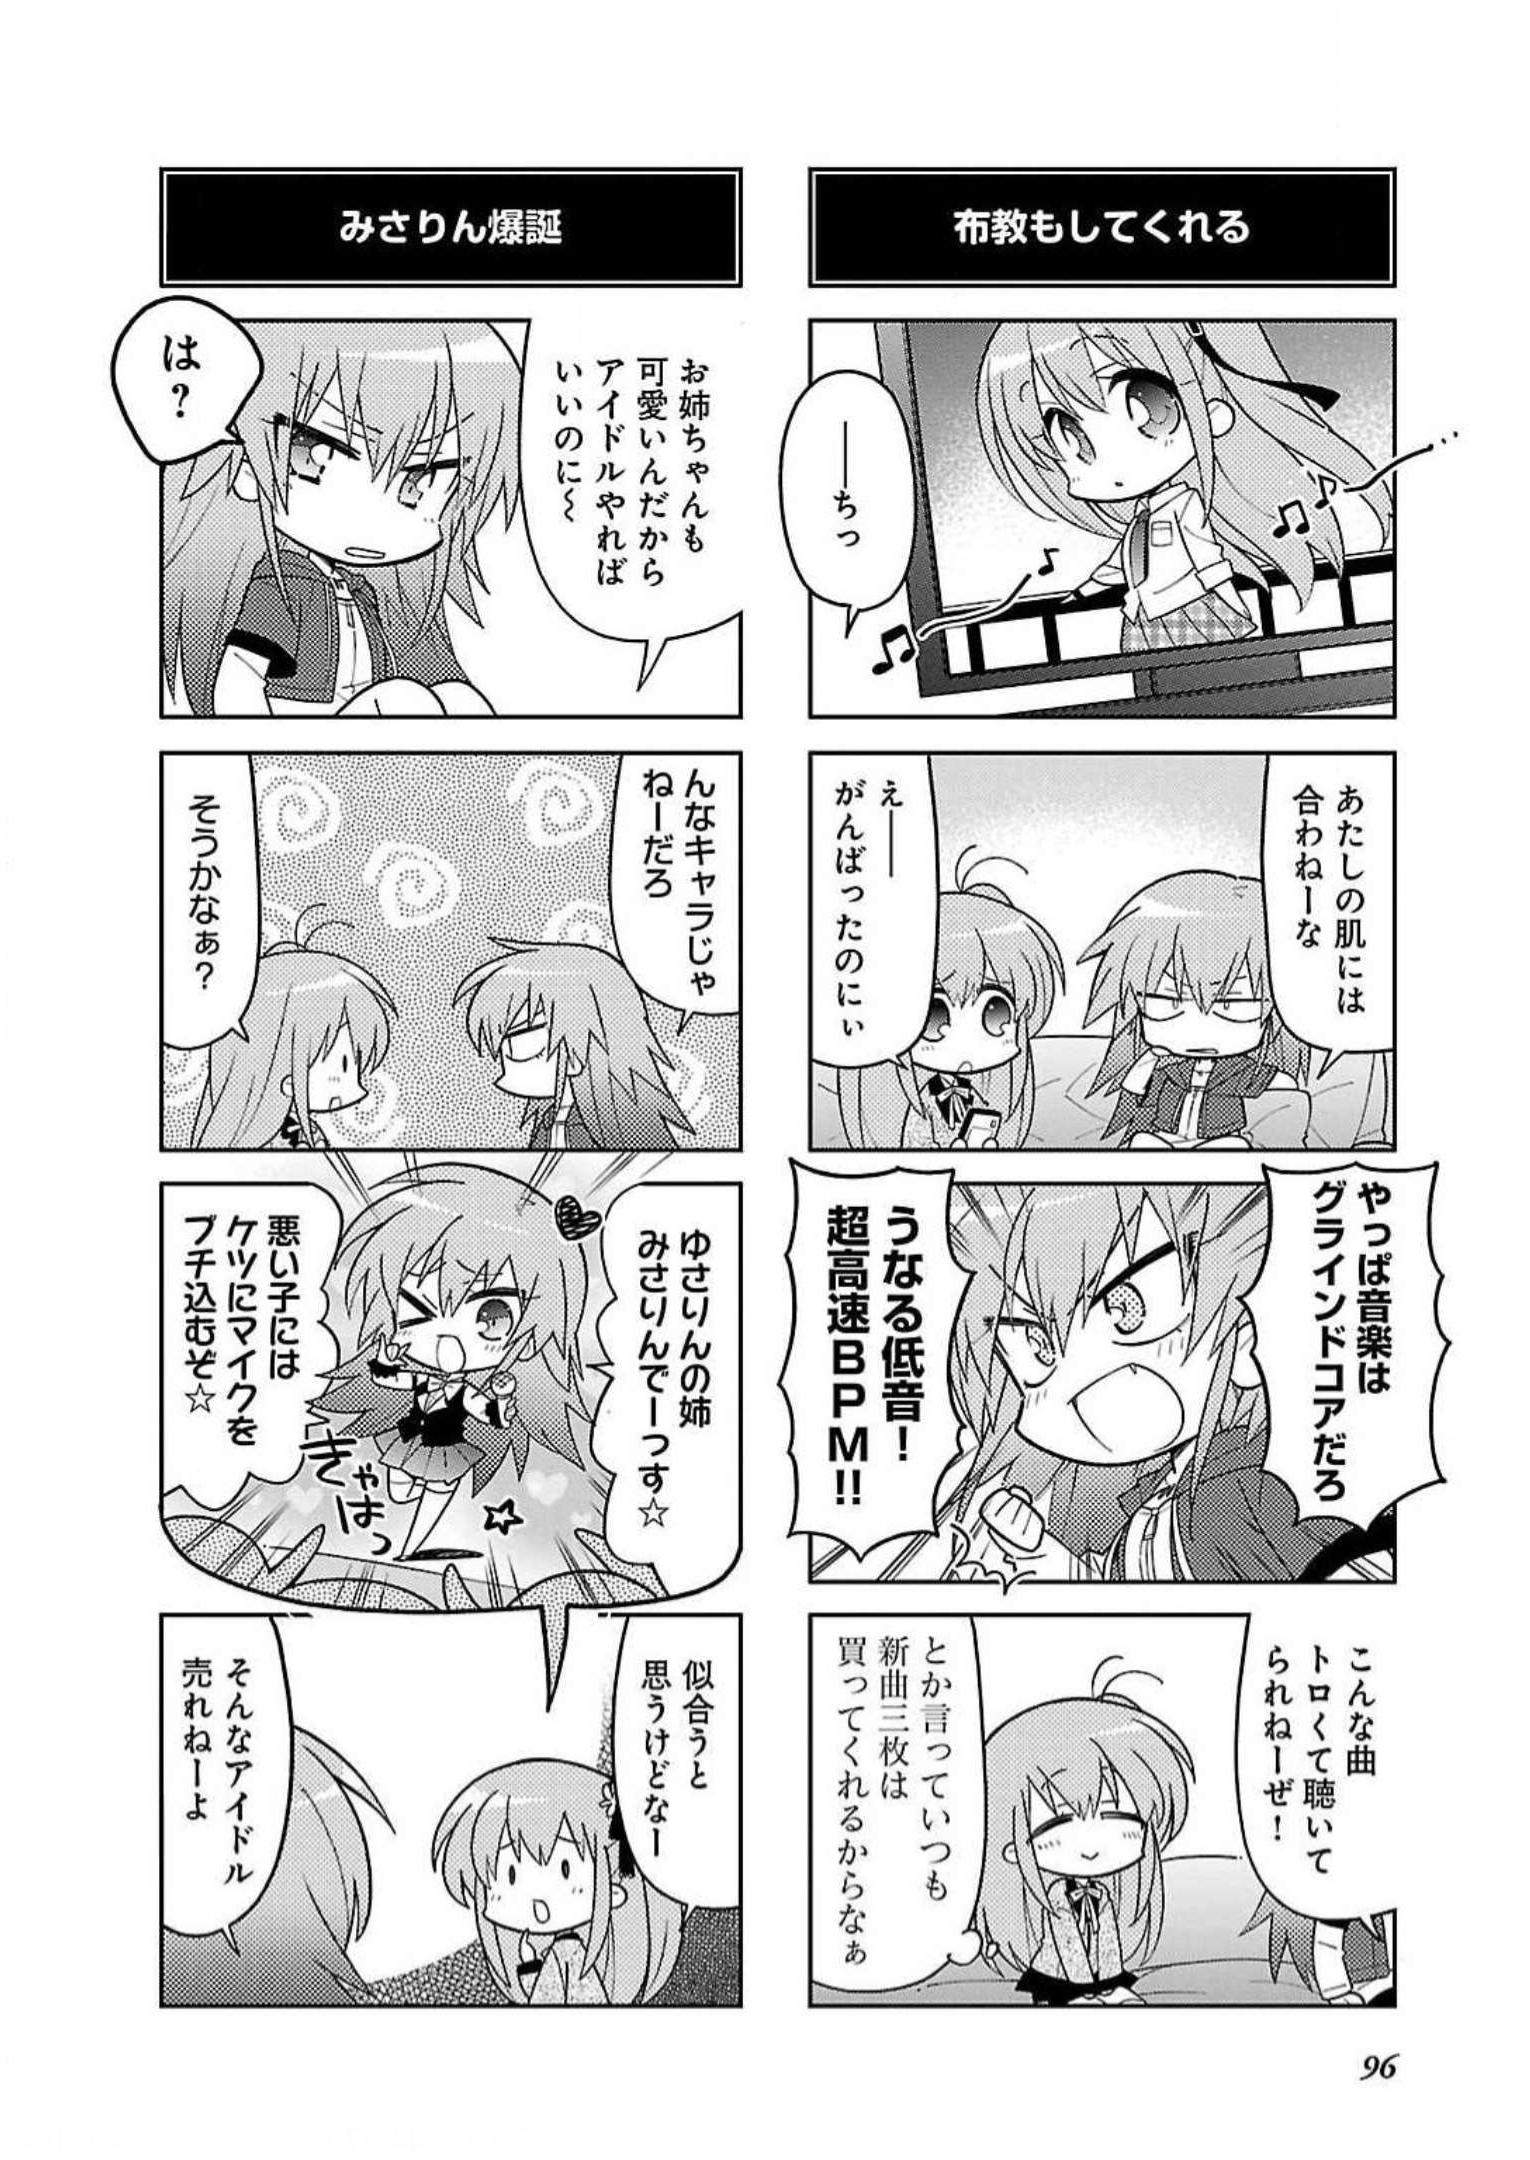 布教もしてくれる
──ちっ
あたしの肌には
合わねーな
え──
がんばったのにぃ
やっぱ音楽は
グラインドコアだろ
うなる低音！
超高速BPM!!
こんな曲
トロくて聴いて
られねーぜ！
とか言っていつも
新曲三枚は
買ってくれるからなぁ
みさりん爆誕
お姉ちゃんも
可愛いんだから
アイドルやれば
いいのに～
は？
んなキャラじゃ
ねーだろ
そうかなぁ？
ゆさりんの姉
みさりんでーっす☆
悪い子には
ケツにマイクを
ブチ込むぞ☆
きゃはっ
似合うと
思うけどなー
そんなアイドル
売れねーよ
96